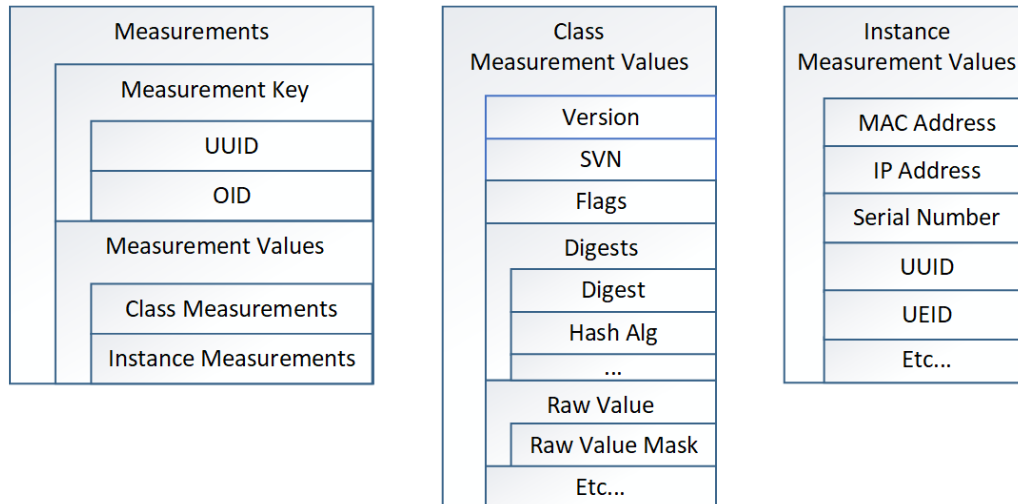 Measurements
Measurement Key
UUID
OID
Measurement Values
Class Measurements
Instance Measurements
Class
Measurement Values
Version
SVN
Flags
Digests
Digest
Hash Alg
...
Raw Value
Raw Value Mask
Etc...
Instance
Measurement Values
MAC Address
IP Address
Serial Number
UUID
UEID
Etc...